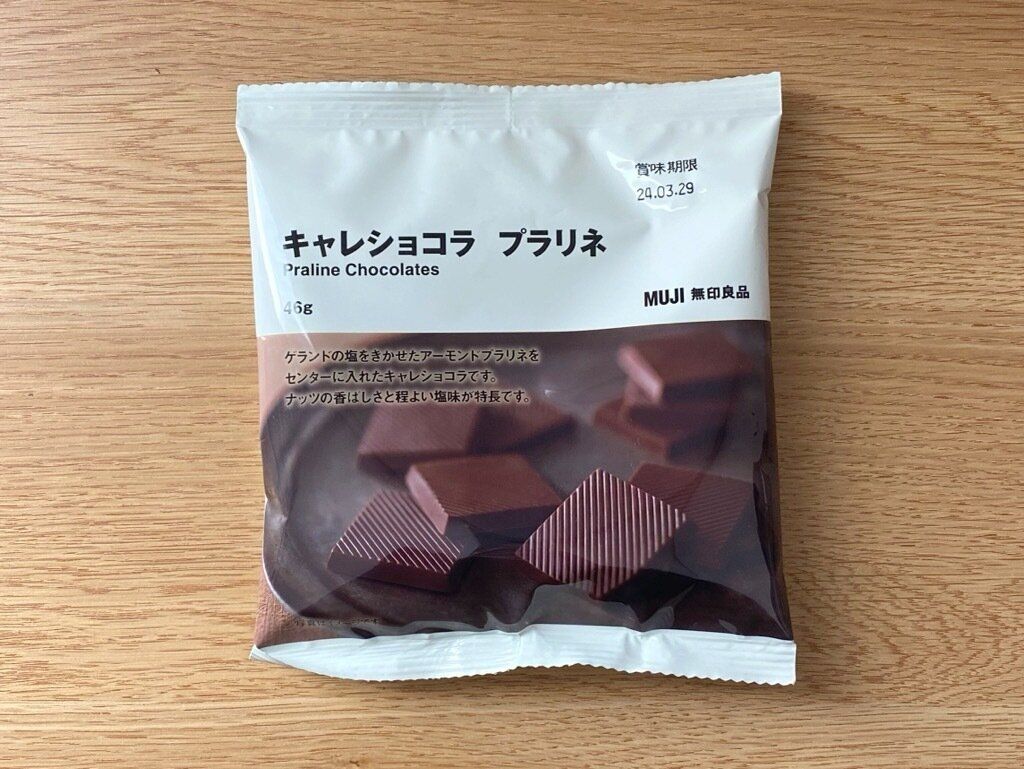 賞味期限
24.03.29
キャレショコラ プラリネ
Praline Chocolates
46g
MUJI 無印良品
ゲランドの塩をきかせたアーモンドプラリネを
センターに入れたキャレショコラです。
ナッツの香ばしさと程よい塩味が特長です。